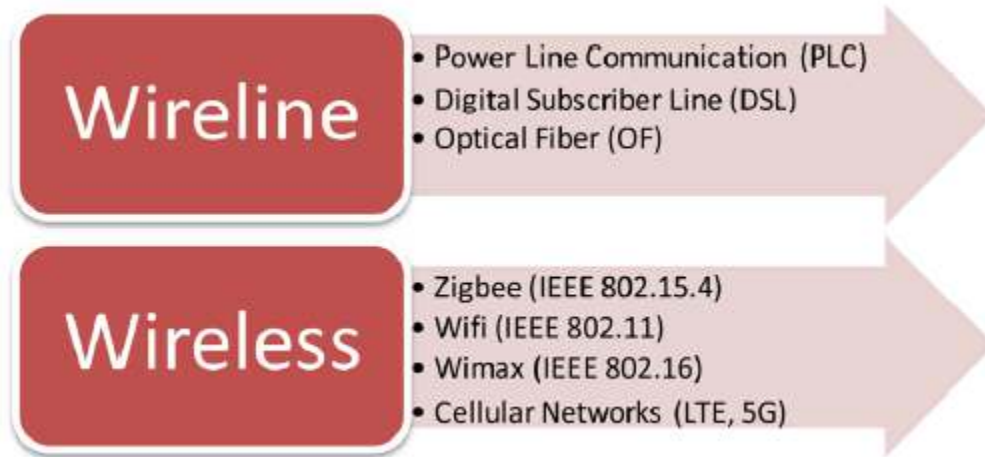 Wireline
• Power Line Communication (PLC)
• Digital Subscriber Line (DSL)
• Optical Fiber (OF)
Wireless
• Zigbee (IEEE 802.15.4)
• Wifi (IEEE 802.11)
• Wimax (IEEE 802.16)
• Cellular Networks (LTE, 5G)